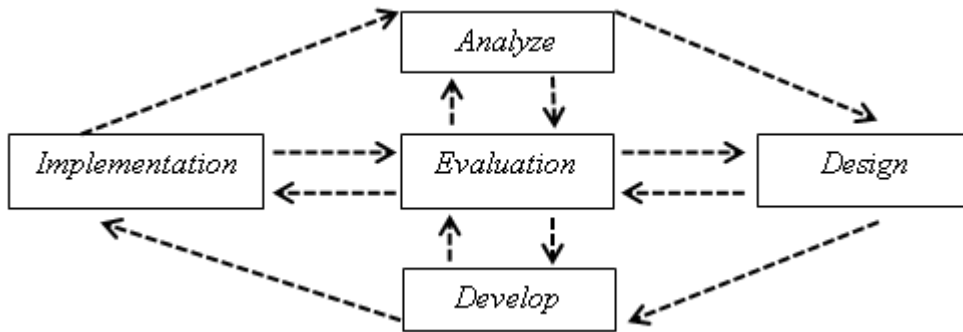 Analyze
Implementation
Evaluation
Design
Develop